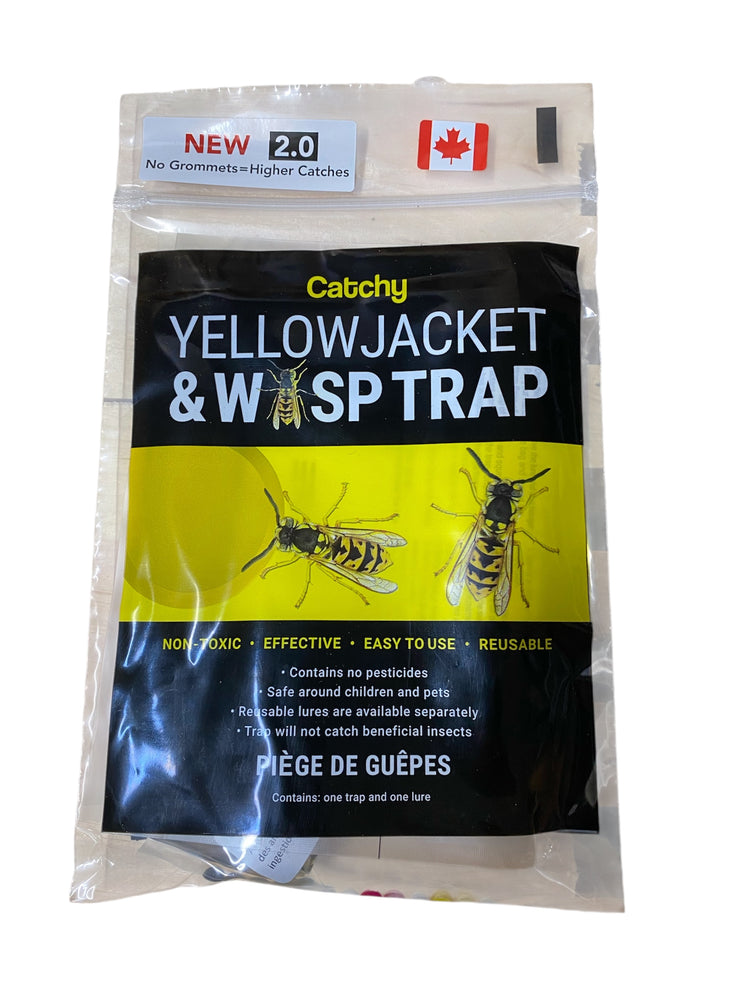 NEW 2.0
No Grommets=Higher Catches
Catchy
YELLOWJACKET
& WASP TRAP
NON-TOXIC • EFFECTIVE • EASY TO USE • REUSABLE
• Contains no pesticides
• Safe around children and pets
• Reusable lures are available separately
• Trap will not catch beneficial insects
PIÈGE DE GUÊPES
Contains: one trap and one lure